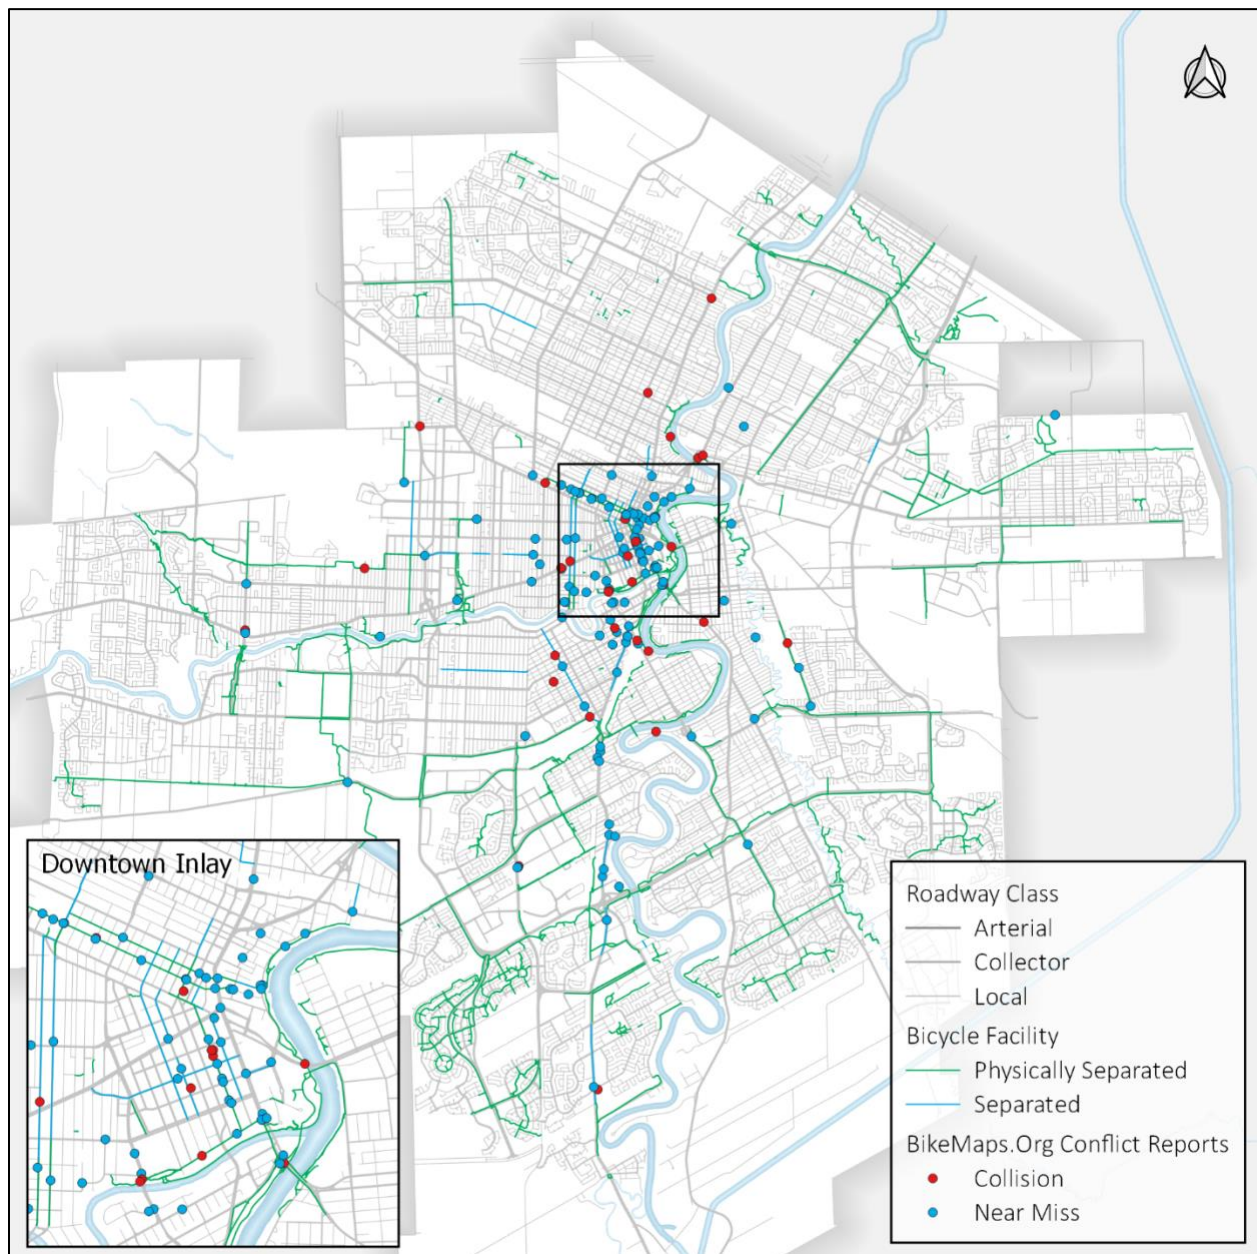 Downtown Inlay
Roadway Class
Arterial
Collector
Local
Bicycle Facility
Physically Separated
Separated
BikeMaps.Org Conflict Reports
Collision
Near Miss